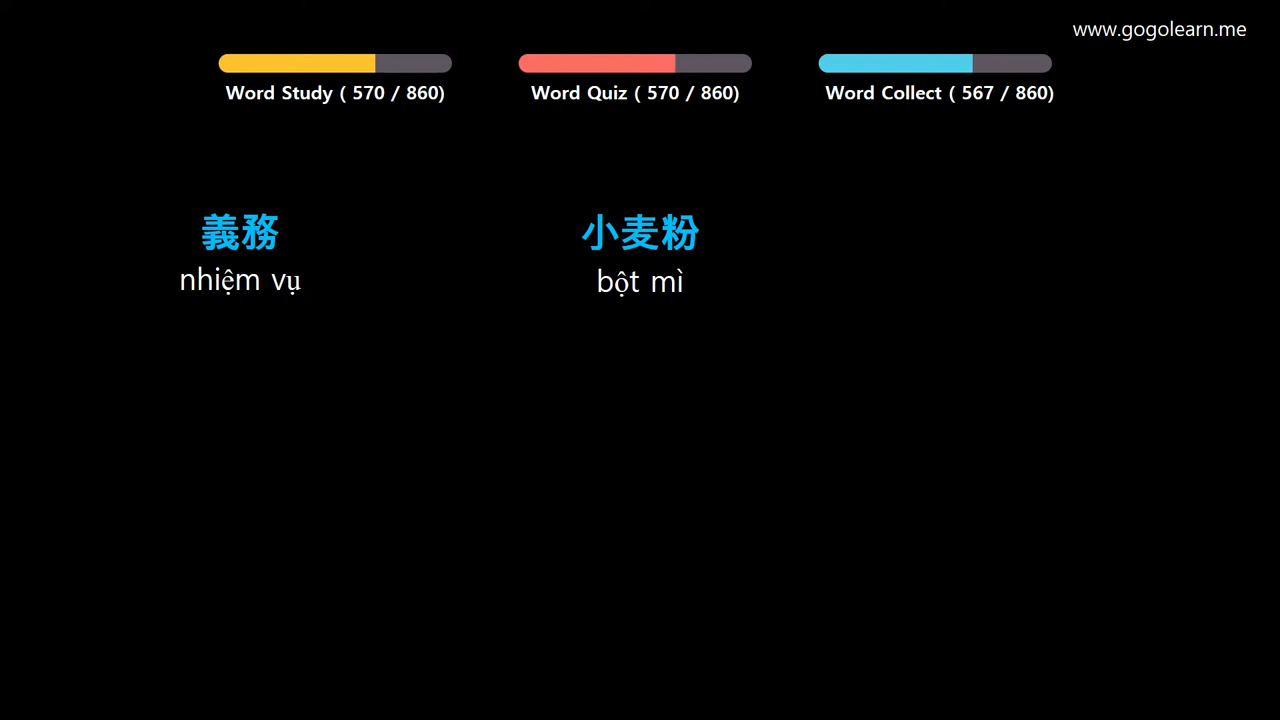 www.gogolearn.me
Word Study ( 570 / 860)
Word Quiz ( 570 / 860)
Word Collect ( 567 / 860)
義務
nhiệm vụ
小麦粉
bột mì